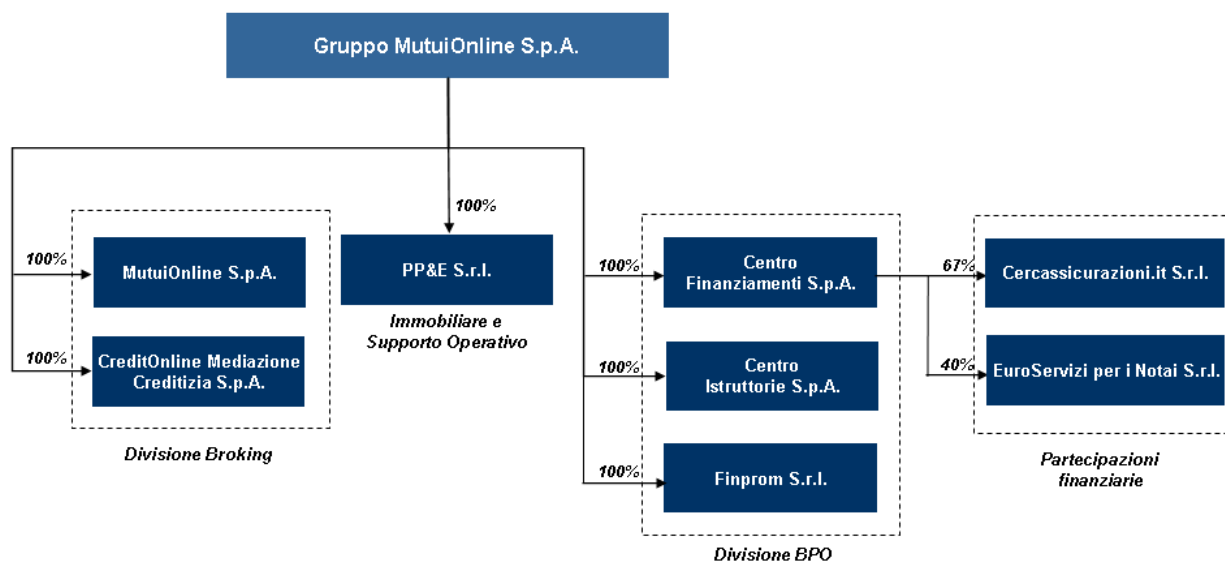 Gruppo MutuiOnline S.p.A.
100%
100%
MutuiOnline S.p.A.
100%
CreditOnline Mediazione
Creditizia S.p.A.
Divisione Broking
PP&E S.r.l.
Immobiliare e
Supporto Operativo
100%
Centro
Finanziamenti S.p.A.
100%
Centro
Istruttorie S.p.A.
100%
Finprom S.r.l.
Divisione BPO
67%
Cercassicurazioni.it S.r.l.
40%
EuroServizi per i Notai S.r.l.
Partecipazioni
finanziarie